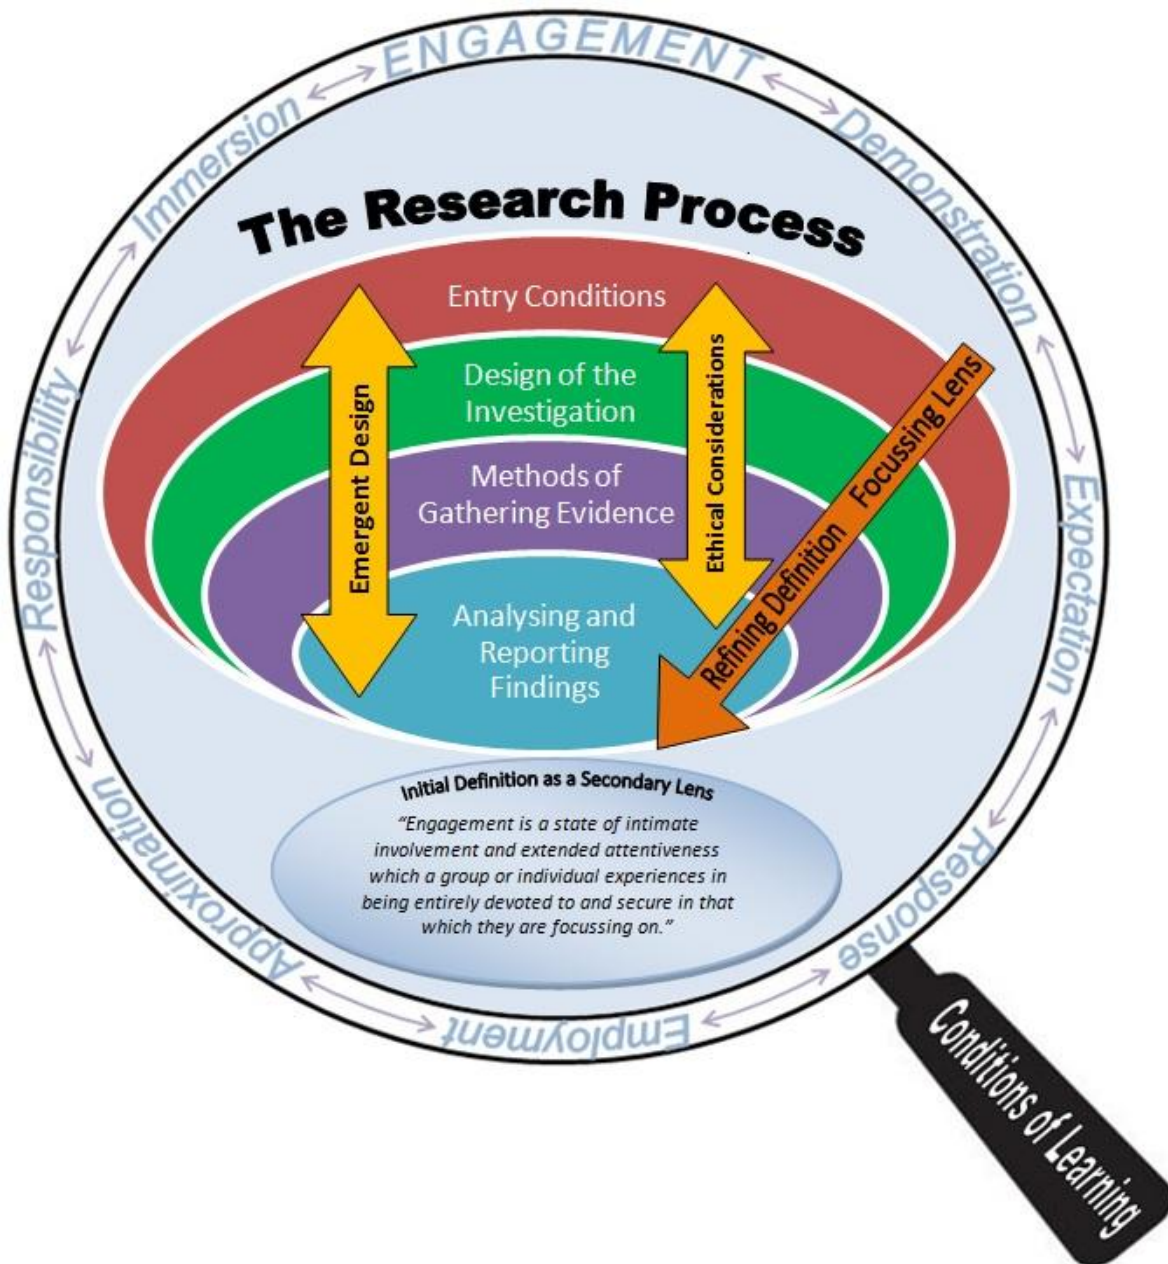 ENGAGEMENT
Demonstration
Expectation
Response
Employment
Approximation
Responsibility
Immersion
The Research Process
Entry Conditions
Design of the
Investigation
Methods of
Gathering Evidence
Analysing and
Reporting
Findings
Emergent Design
Ethical Considerations
Refining Definition Focussing Lens
Initial Definition as a Secondary Lens
“Engagement is a state of intimate
involvement and extended attentiveness
which a group or individual experiences in
being entirely devoted to and secure in that
which they are focussing on.”
Conditions of Learning